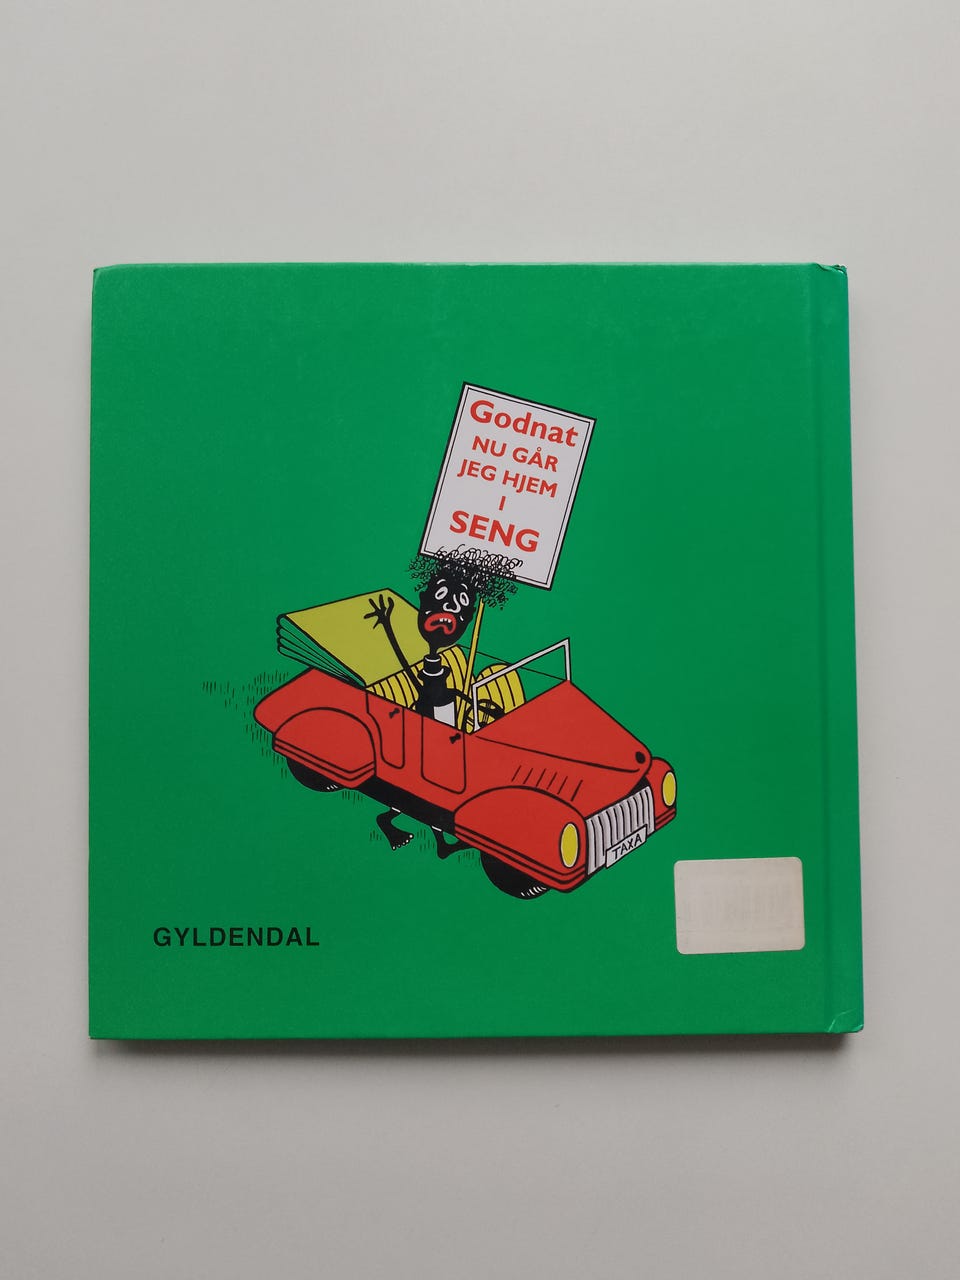 Godnat
NU GÅR
JEG HJEM
I
SENG
TAXA
GYLDENDAL